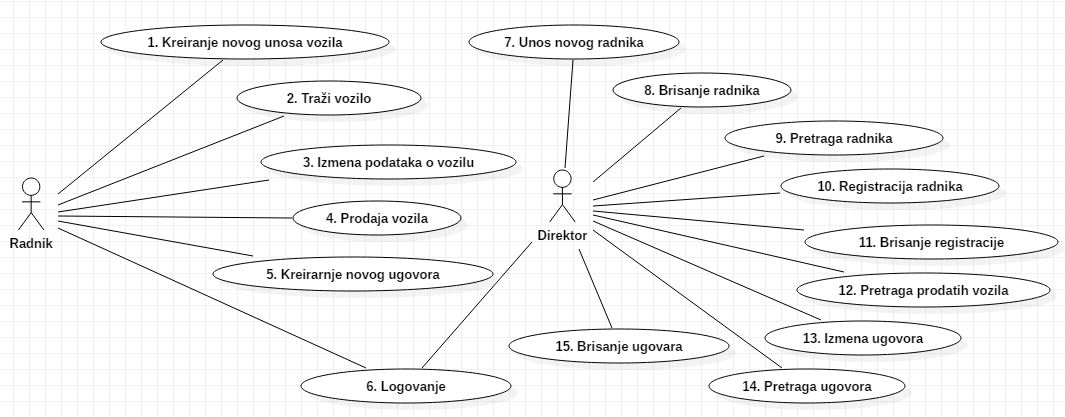 1. Kreiranje novog unosa vozila
2. Traži vozilo
3. Izmena podataka o vozilu
4. Prodaja vozila
5. Kreirarnje novog ugovora
6. Logovanje
Radnik
7. Unos novog radnika
8. Brisanje radnika
9. Pretraga radnika
10. Registracija radnika
11. Brisanje registracije
12. Pretraga prodatih vozila
13. Izmena ugovora
14. Pretraga ugovora
15. Brisanje ugovara
Direktor